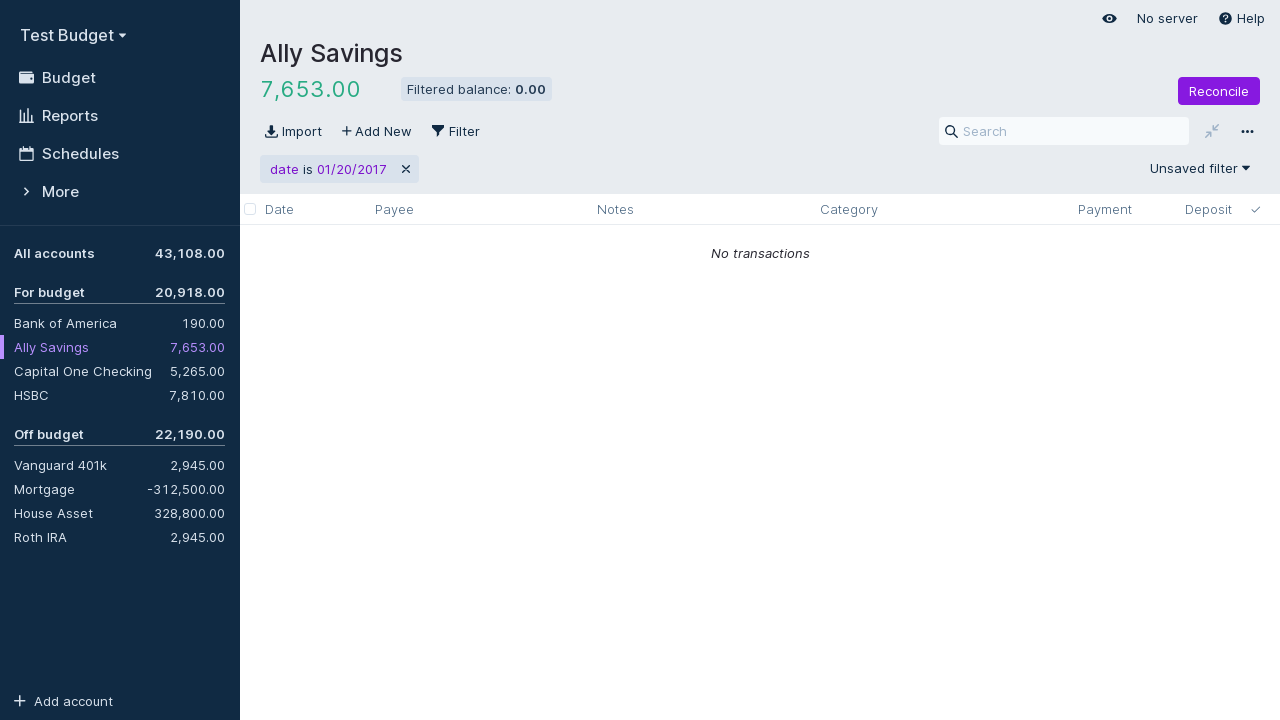 Test Budget
Budget
Reports
Schedules
More
All accounts 43,108.00
For budget 20,918.00
Bank of America 190.00
Ally Savings 7,653.00
Capital One Checking 5,265.00
HSBC 7,810.00
Off budget 22,190.00
Vanguard 401k 2,945.00
Mortgage -312,500.00
House Asset 328,800.00
Roth IRA 2,945.00
Add account
No server Help
Ally Savings
7,653.00 Filtered balance: 0.00
Reconcile
Import Add New Filter Search
date is 01/20/2017 Unsaved filter
Date Payee Notes Category Payment Deposit
No transactions